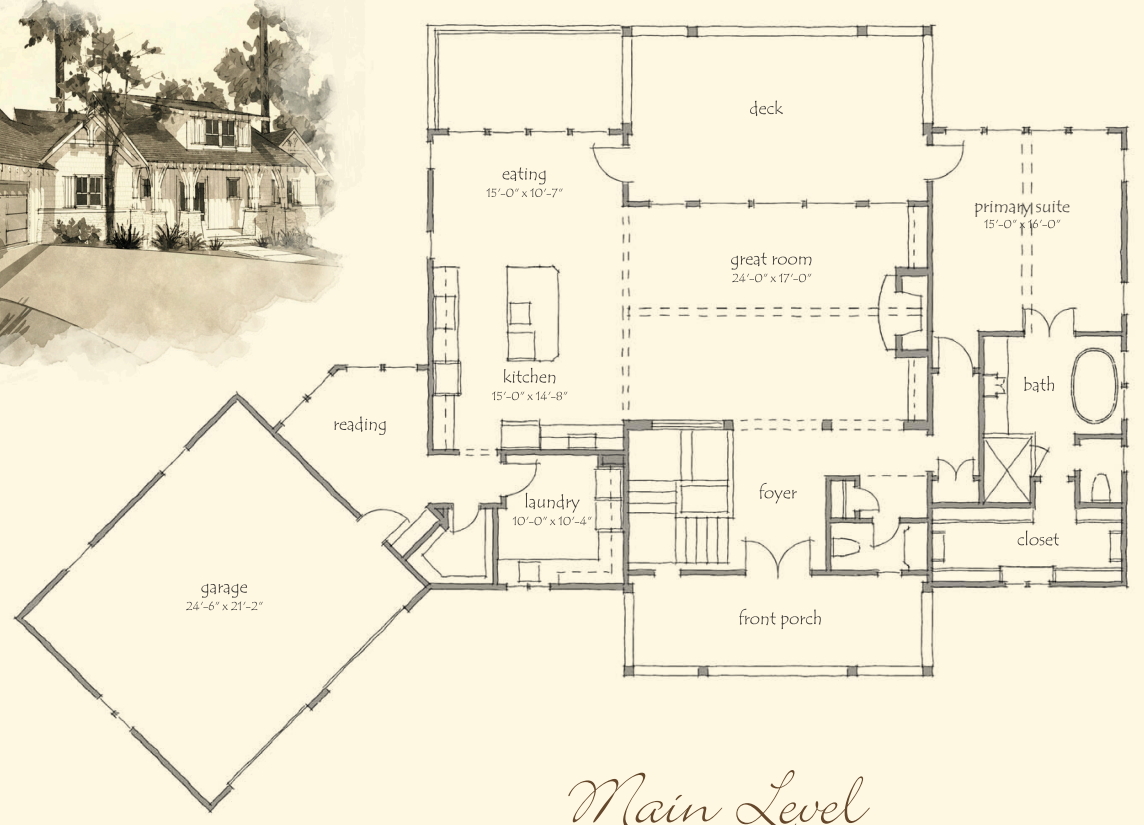 deck
eating
15'-0" x 10'-7"
primary suite
15'-0" x 16'-0"
great room
24'-0" x 17'-0"
kitchen
15'-0" x 14'-8"
bath
reading
foyer
laundry
10'-0" x 10'-4"
closet
garage
24'-6" x 21'-2"
front porch
Main Level